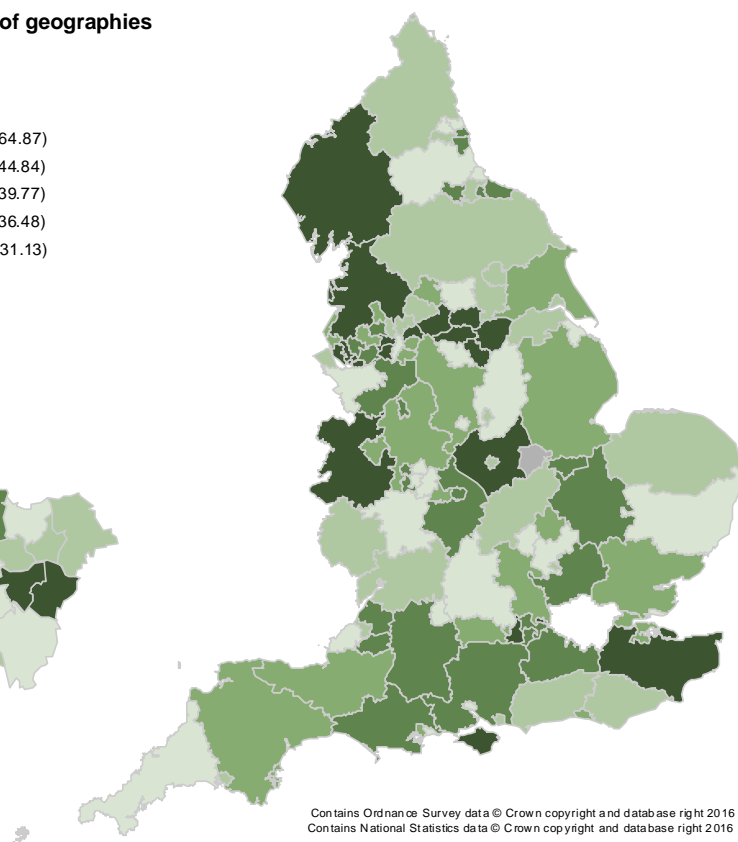 of geographies
64.87)
44.84)
39.77)
36.48)
31.13)
Contains Ordnance Survey data © Crown copyright and database right 2016
Contains National Statistics data © Crown copyright and database right 2016